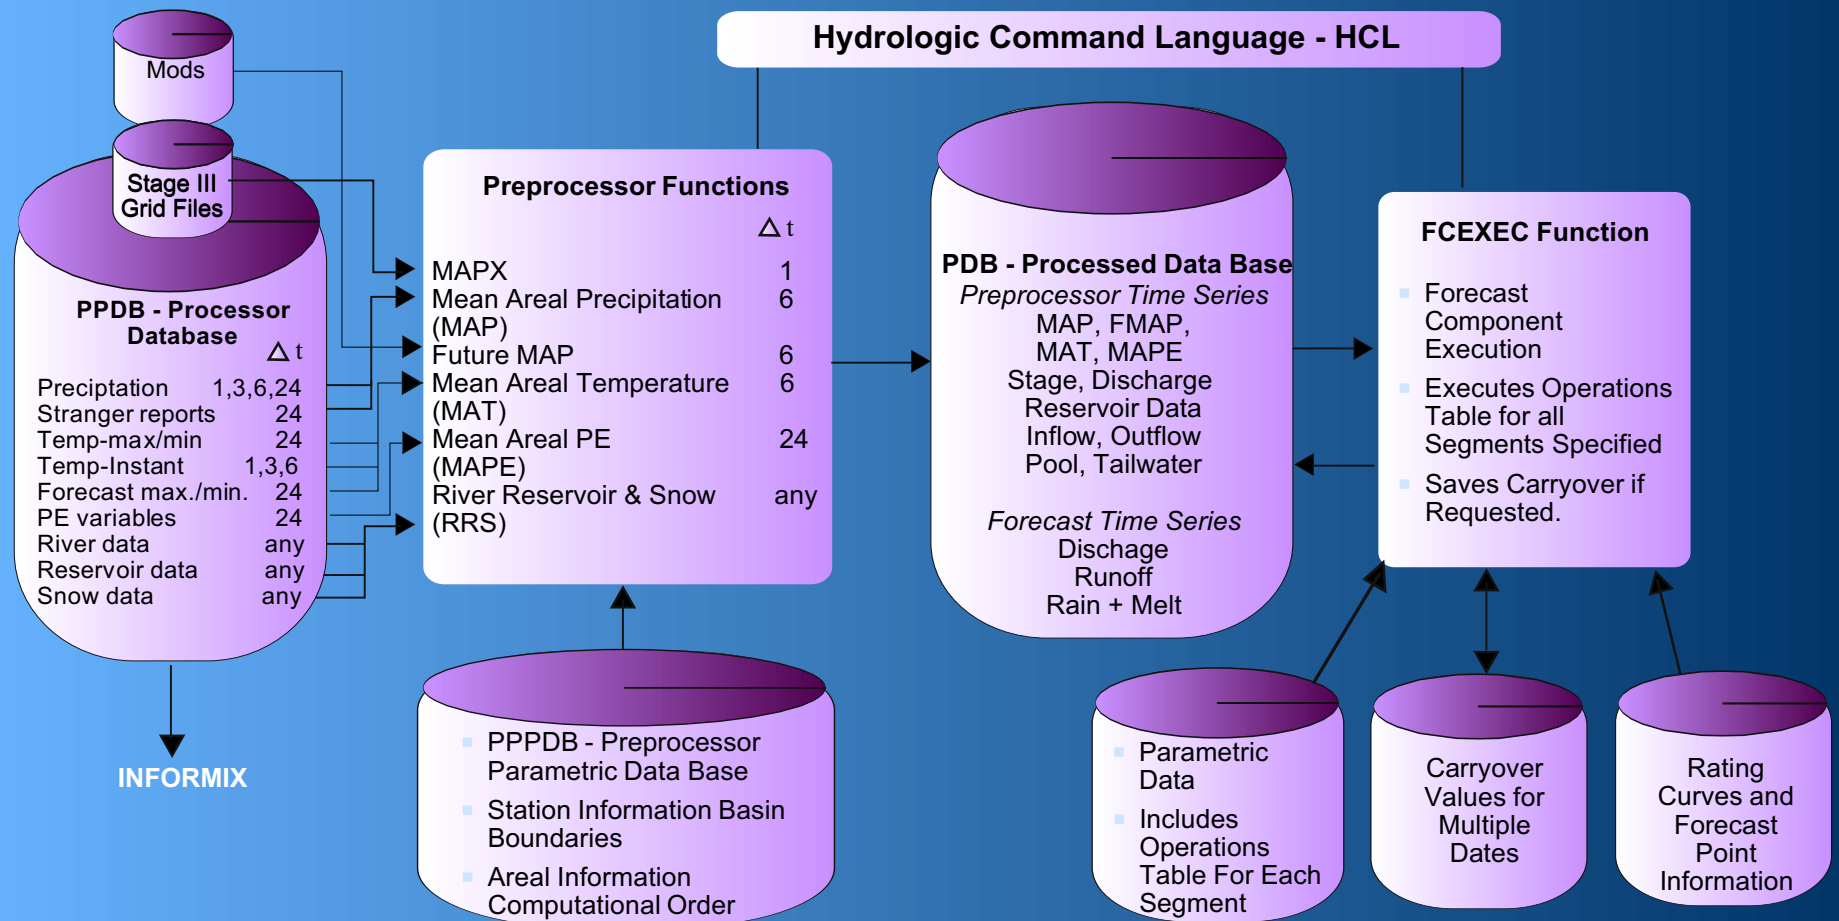 Hydrologic Command Language - HCL
Mods
Stage III
Grid Files
PPDB - Processor
Database
Δ t
Preciptation 1,3,6,24
Stranger reports 24
Temp-max/min 24
Temp-Instant 1,3,6
Forecast max./min. 24
PE variables 24
River data any
Reservoir data any
Snow data any
INFORMIX
Preprocessor Functions
Δ t
MAPX 1
Mean Areal Precipitation 6
(MAP)
Future MAP 6
Mean Areal Temperature 6
(MAT)
Mean Areal PE 24
(MAPE)
River Reservoir & Snow any
(RRS)
PPPDB - Preprocessor
Parametric Data Base
Station Information Basin
Boundaries
Areal Information
Computational Order
PDB - Processed Data Base
Preprocessor Time Series
MAP, FMAP,
MAT, MAPE
Stage, Discharge
Reservoir Data
Inflow, Outflow
Pool, Tailwater
Forecast Time Series
Dischage
Runoff
Rain + Melt
FCEXEC Function
Forecast
Component
Execution
Executes Operations
Table for all
Segments Specified
Saves Carryover if
Requested.
Parametric
Data
Includes
Operations
Table For Each
Segment
Carryover
Values for
Multiple
Dates
Rating
Curves and
Forecast
Point
Information